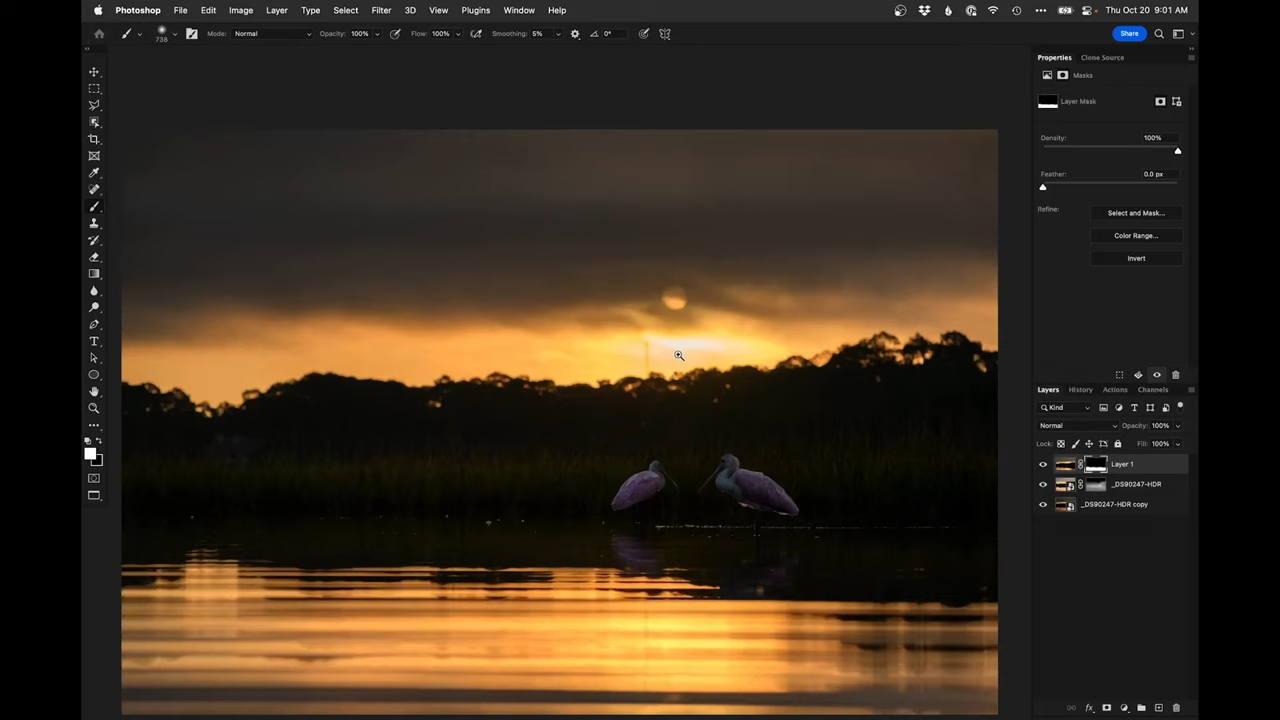 Photoshop File Edit Image Layer Type Select Filter 3D View Plugins Window Help Thu Oct 20 9:01 AM
738 Mode: Normal Opacity: 100% Flow: 100% Smoothing: 5% 0° Share
Properties Clone Source
Masks
Layer Mask
Density: 100%
Feather: 0.0 px
Refine: Select and Mask...
Color Range...
Invert
Layers History Actions Channels
Kind
Normal Opacity: 100%
Lock: Fill: 100%
Layer 1
_DS90247-HDR
_DS90247-HDR copy
fx